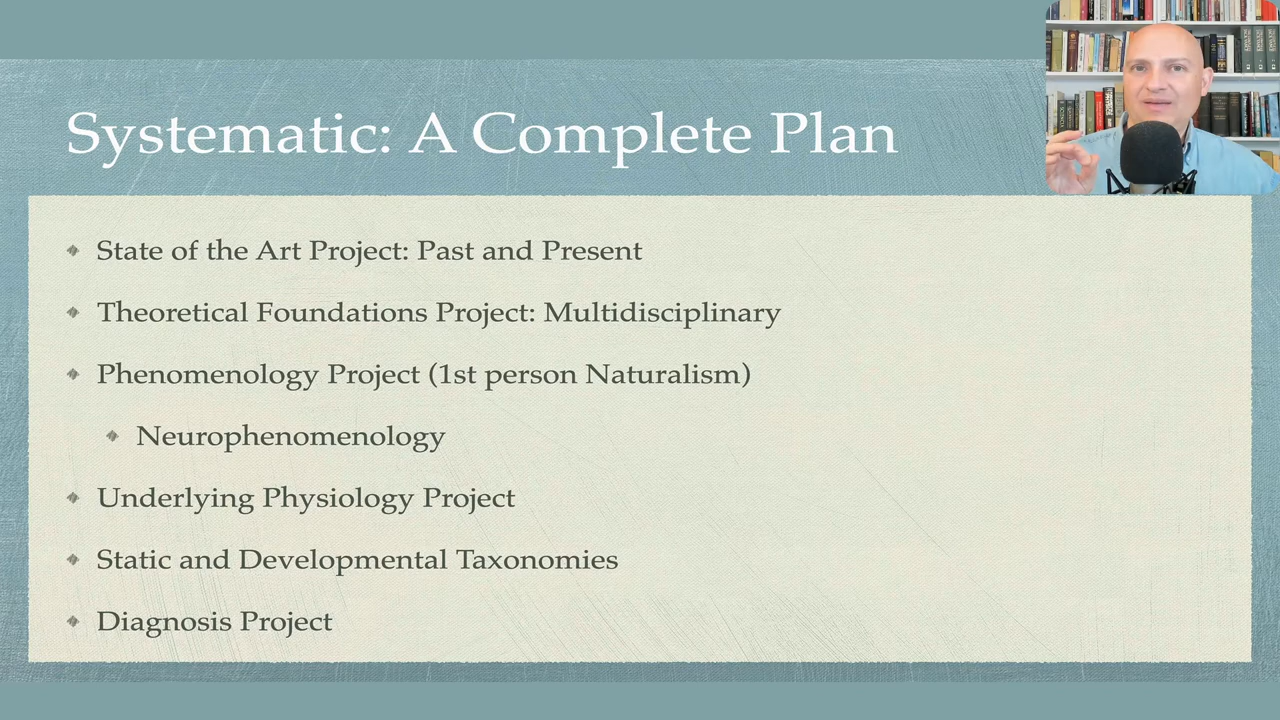 Systematic: A Complete Plan
State of the Art Project: Past and Present
Theoretical Foundations Project: Multidisciplinary
Phenomenology Project (1st person Naturalism)
Neurophenomenology
Underlying Physiology Project
Static and Developmental Taxonomies
Diagnosis Project